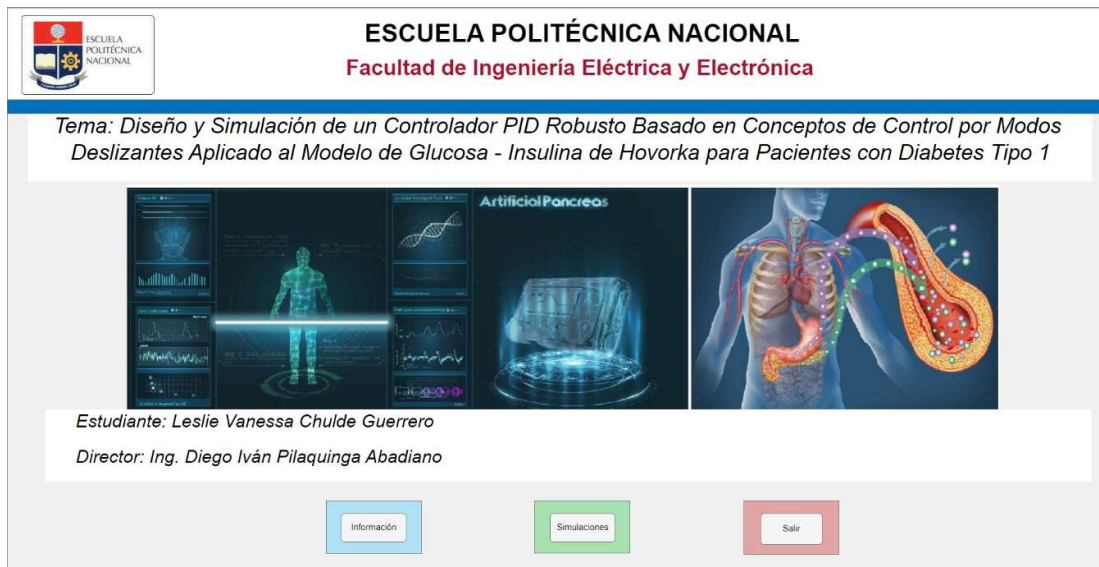 ESCUELA
POLITÉCNICA
NACIONAL
ESCUELA POLITÉCNICA NACIONAL
Facultad de Ingeniería Eléctrica y Electrónica
Tema: Diseño y Simulación de un Controlador PID Robusto Basado en Conceptos de Control por Modos
Deslizantes Aplicado al Modelo de Glucosa - Insulina de Hovorka para Pacientes con Diabetes Tipo 1
Artificial Pancreas
Estudiante: Leslie Vanessa Chulde Guerrero
Director: Ing. Diego Iván Pilaquinga Abadiano
Información
Simulaciones
Salir